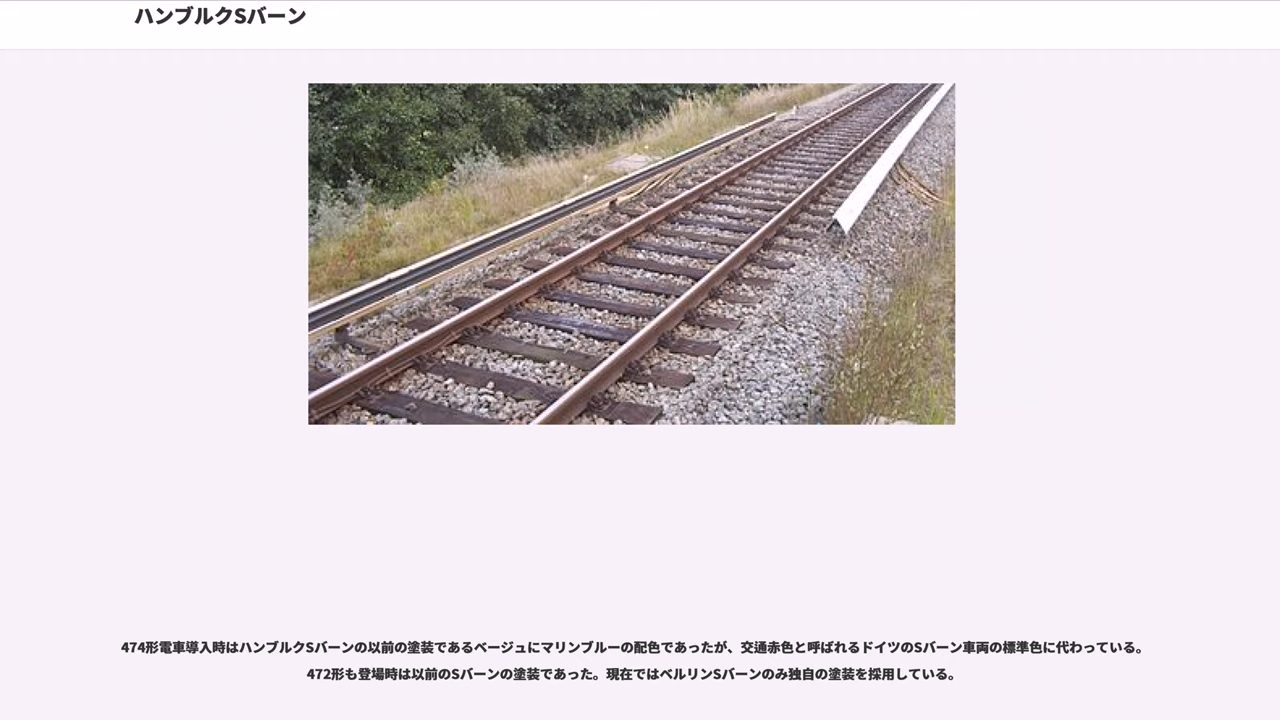 ハンブルクSバーン
474形電車導入時はハンブルクSバーンの以前の塗装であるベージュにマリンブルーの配色であったが、交通赤色と呼ばれるドイツのSバーン車両の標準色に代わっている。
472形も登場時は以前のSバーンの塗装であった。現在ではベルリンSバーンのみ独自の塗装を採用している。